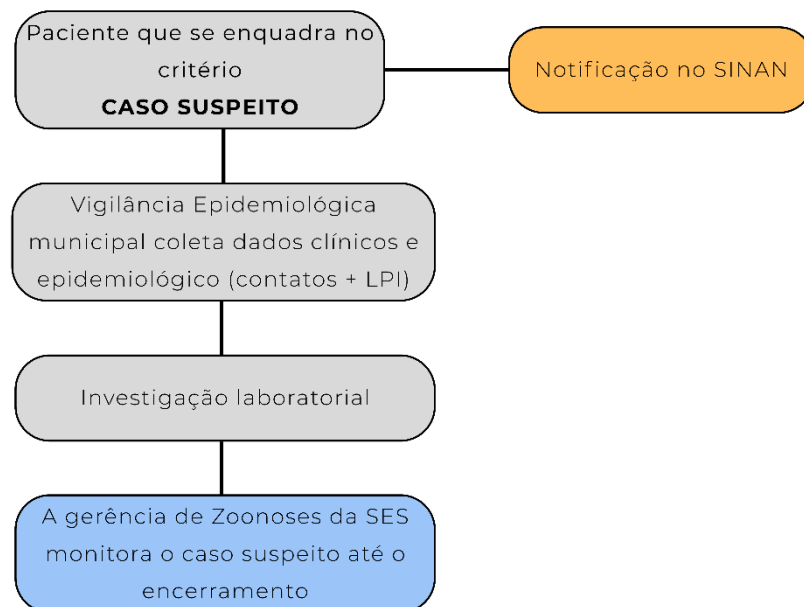 Paciente que se enquadra no
critério
CASO SUSPEITO
Notificação no SINAN
Vigilância Epidemiológica
municipal coleta dados clínicos e
epidemiológico (contatos + LPI)
Investigação laboratorial
A gerência de Zoonoses da SES
monitora o caso suspeito até o
encerramento